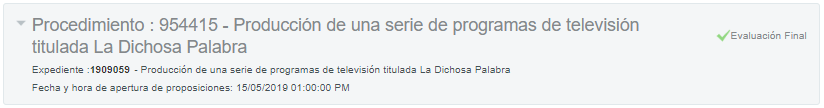 Procedimiento : 954415 - Producción de una serie de programas de televisión
titulada La Dichosa Palabra
Evaluación Final
Expediente :1909059 - Producción de una serie de programas de televisión titulada La Dichosa Palabra
Fecha y hora de apertura de proposiciones: 15/05/2019 01:00:00 PM